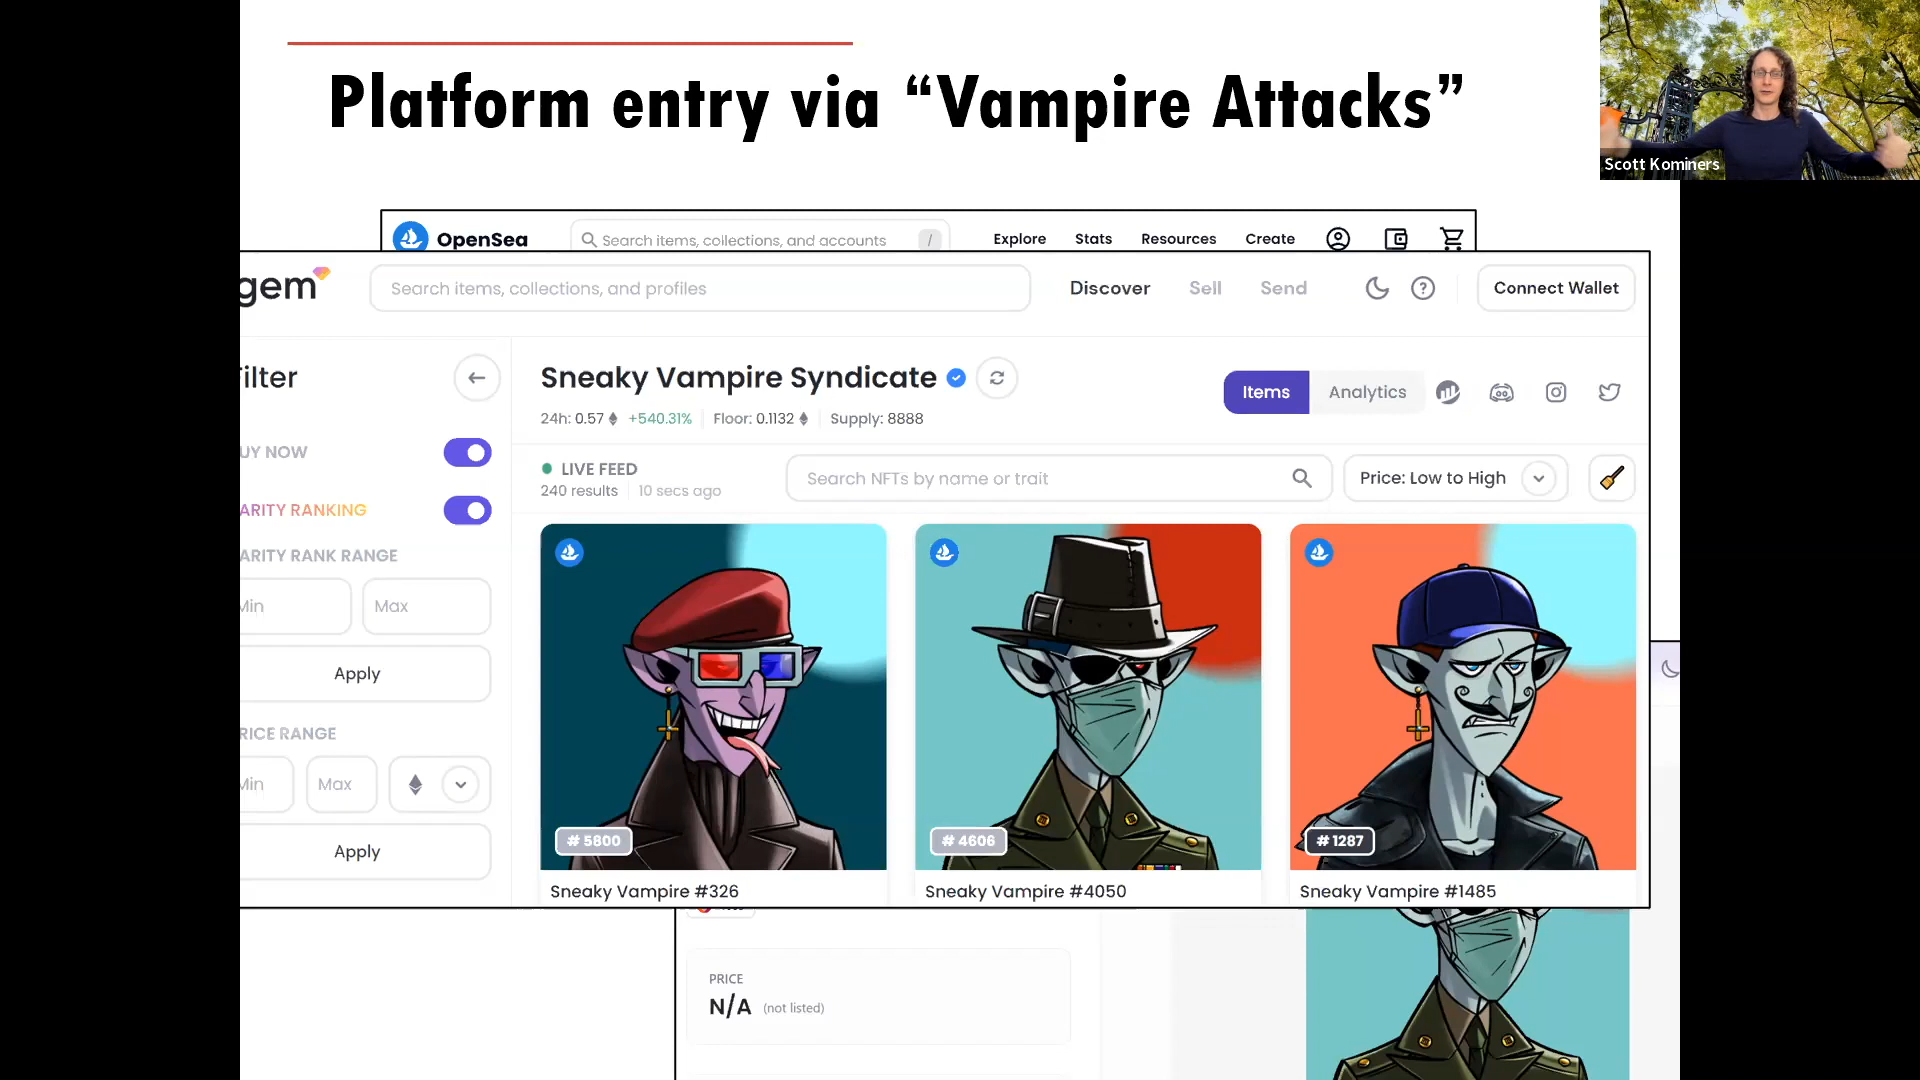 Platform entry via “Vampire Attacks”
Scott Kominers
OpenSea
Search items, collections, and accounts
/
Explore
Stats
Resources
Create
gem
Search items, collections, and profiles
Discover
Sell
Send
Connect Wallet
ilter
Sneaky Vampire Syndicate
24h: 0.57 +540.31% Floor: 0.1132 Supply: 8888
Items
Analytics
UY NOW
LIVE FEED
240 results 10 secs ago
Search NFTs by name or trait
Price: Low to High
ARITY RANKING
ARITY RANK RANGE
Min
Max
Apply
RICE RANGE
Min
Max
Apply
# 5800
# 4606
# 1287
Sneaky Vampire #326
Sneaky Vampire #4050
Sneaky Vampire #1485
PRICE
N/A (not listed)